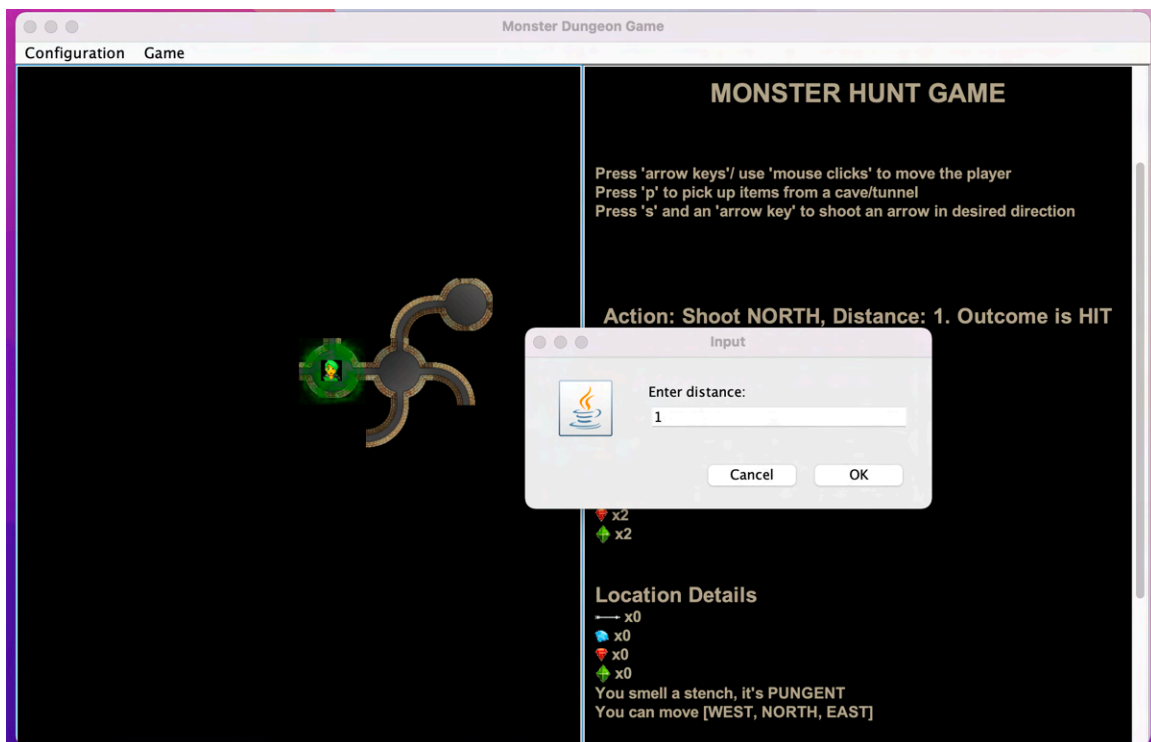 Monster Dungeon Game
Configuration Game
MONSTER HUNT GAME
Press 'arrow keys'/ use 'mouse clicks' to move the player
Press 'p' to pick up items from a cave/tunnel
Press 's' and an 'arrow key' to shoot an arrow in desired direction
Action: Shoot NORTH, Distance: 1. Outcome is HIT
Input
Enter distance:
1
Cancel OK
x2
x2
Location Details
x0
x0
x0
x0
You smell a stench, it's PUNGENT
You can move [WEST, NORTH, EAST]